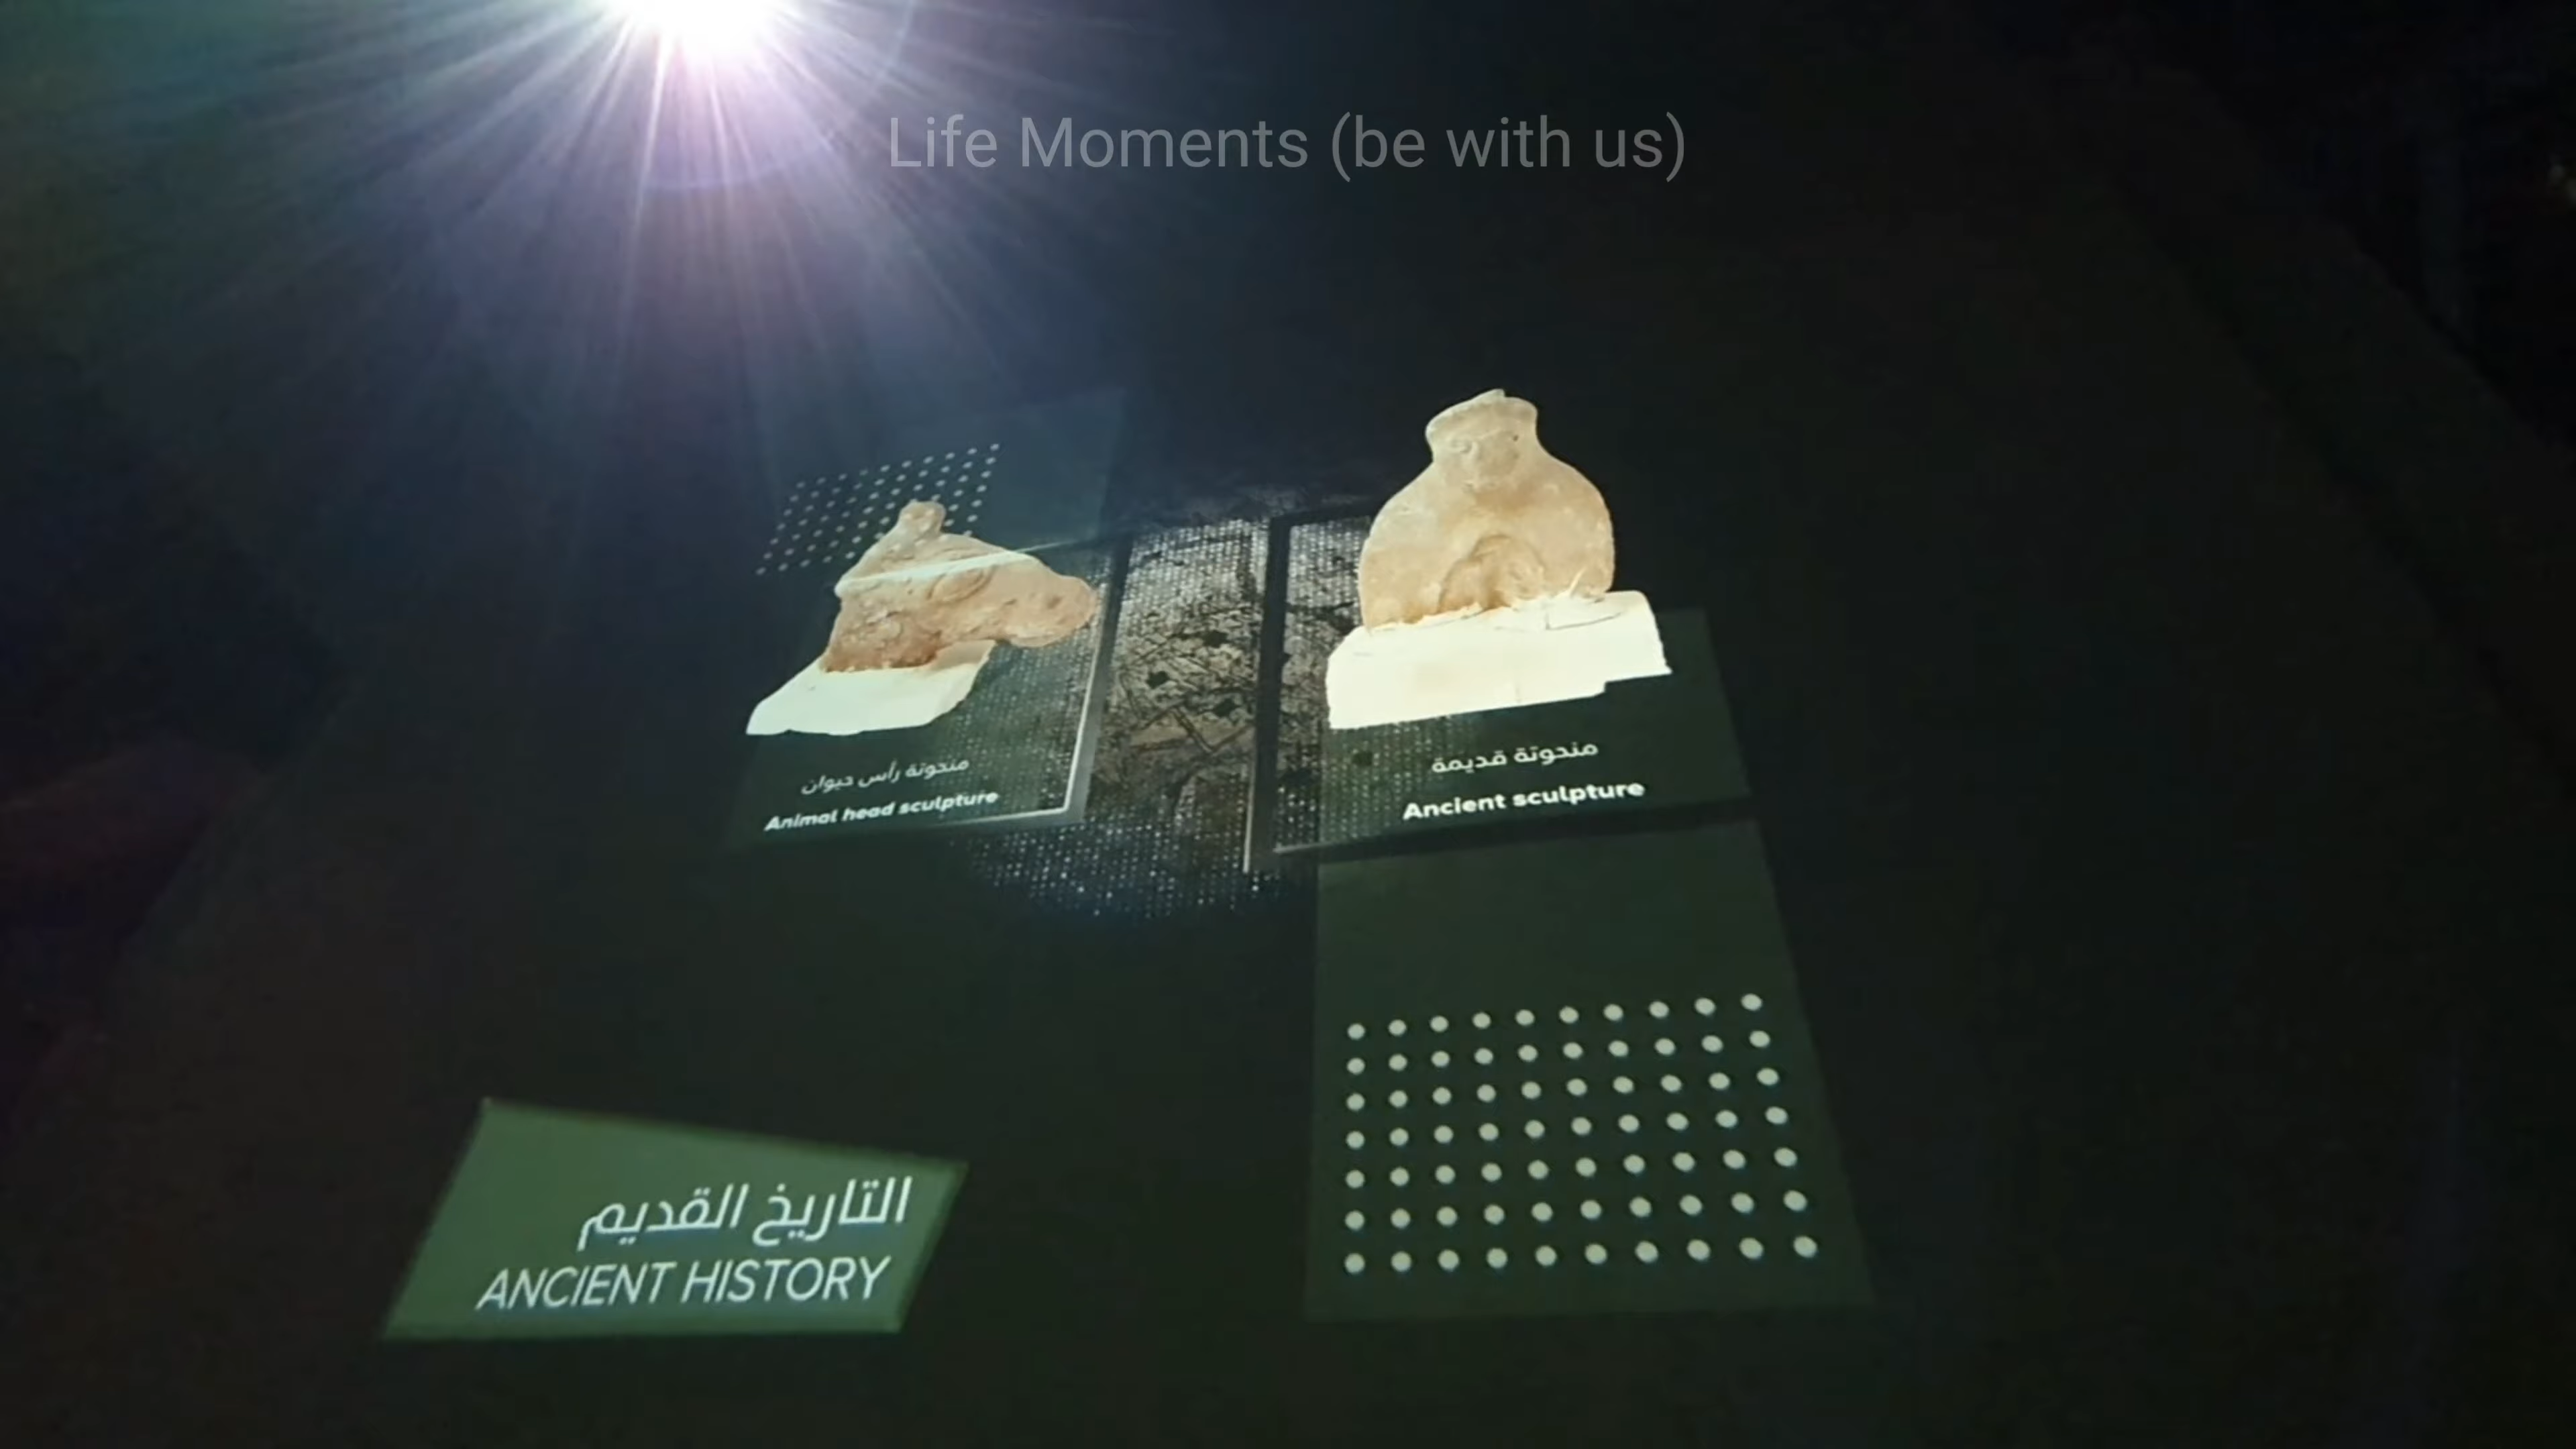 Life Moments (be with us)
منحوتة رأس حيوان
Animal head sculpture
منحوتة قديمة
Ancient sculpture
التاريخ القديم
ANCIENT HISTORY